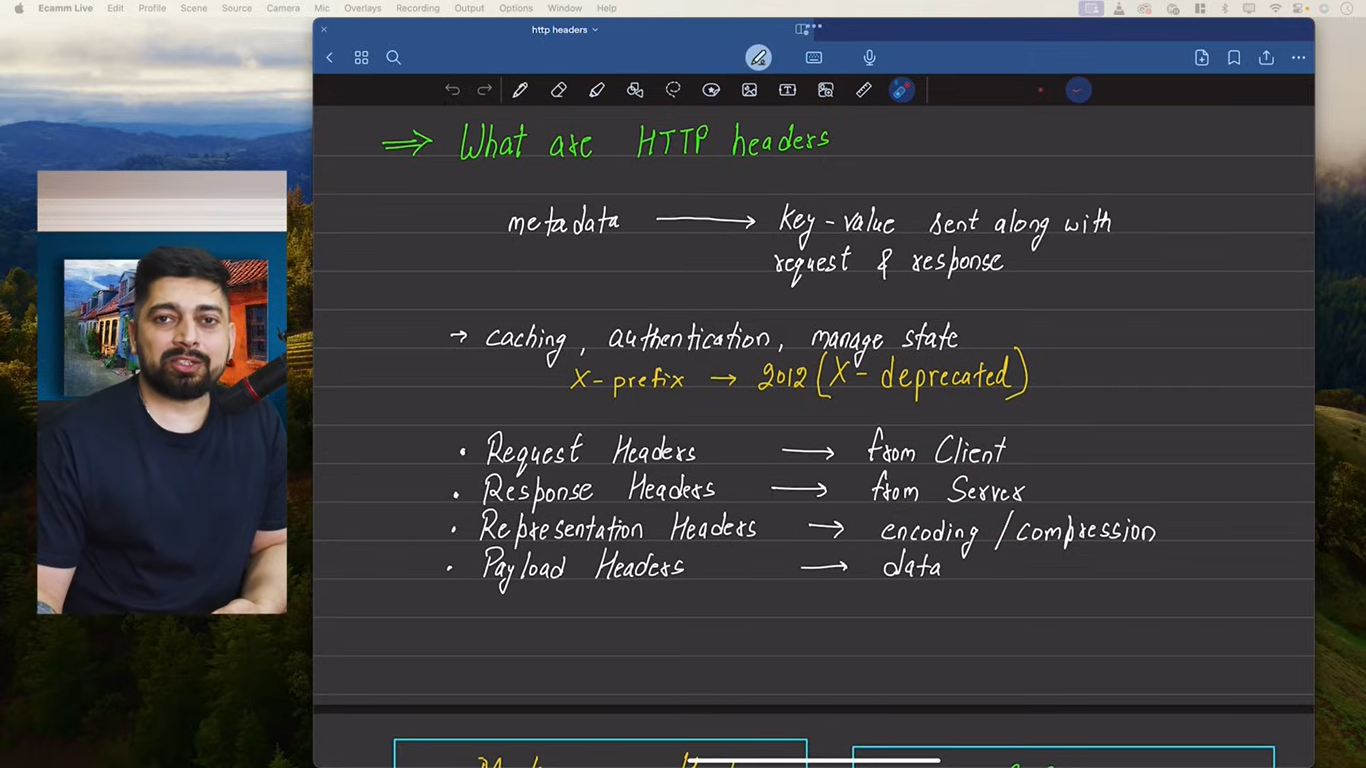 Ecamm Live Edit Profile Scene Source Camera Mic Overlays Recording Output Options Window Help
http headers
⇒ What are HTTP headers
metadata → Key-value sent along with
request & response
→ caching, authentication, manage state
X-prefix → 2012 (X- deprecated)
• Request Headers → from Client
• Response Headers → from Server
• Representation Headers → encoding / compression
• Payload Headers → data